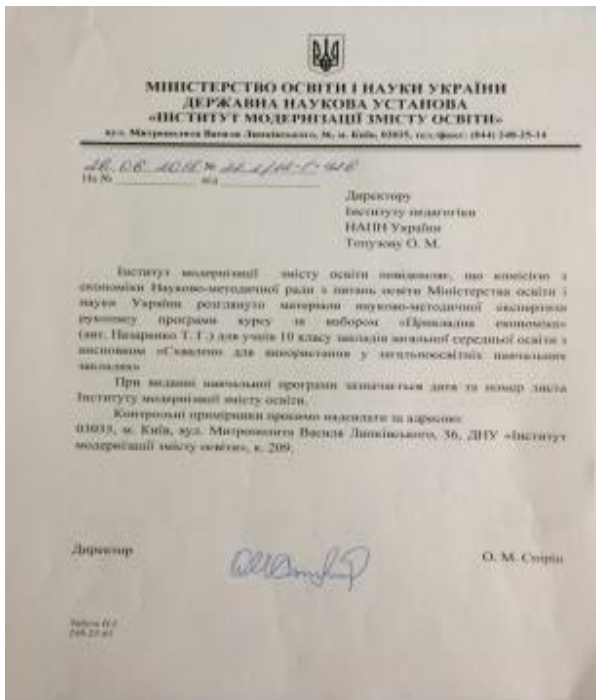 МІНІСТЕРСТВО ОСВІТИ І НАУКИ УКРАЇНИ
ДЕРЖАВНА НАУКОВА УСТАНОВА
«ІНСТИТУТ МОДЕРНІЗАЦІЇ ЗМІСТУ ОСВІТИ»
вул. Митрополита Василя Липківського, 36, м. Київ, 03035, тел./факс: (044) 248-25-14
На № від
Директору
Інституту педагогіки
НАПН України
Топузову О. М.
Інститут модернізації змісту освіти повідомляє, що комісією з
економіки Науково-методичної ради з питань освіти Міністерства освіти і
науки України розглянуто матеріали науково-методичної експертизи
рукопису програми курсу за вибором «Прикладна економіка»
(авт. Назаренко Т. Г.) для учнів 10 класу закладів загальної середньої освіти з
висновком «Схвалено для використання у загальноосвітніх навчальних
закладах»
При виданні навчальної програми зазначається дата та номер листа
Інституту модернізації змісту освіти.
Контрольні примірники просимо надсилати за адресою:
03035, м. Київ, вул. Митрополита Василя Липківського, 36, ДНУ «Інститут
модернізації змісту освіти», к. 209.
Директор
О. М.